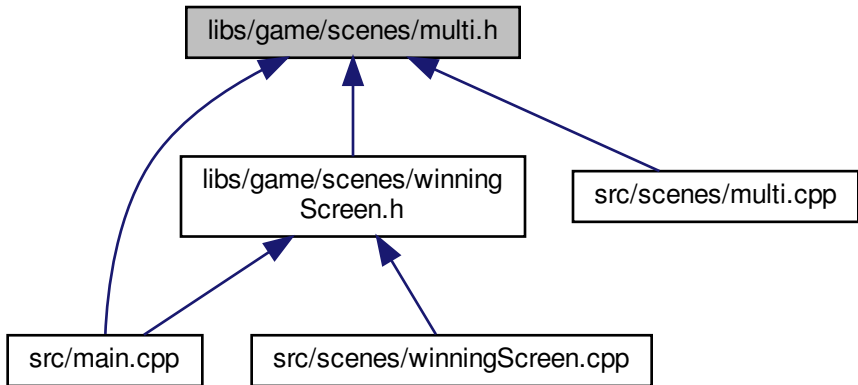 libs/game/scenes/multi.h
libs/game/scenes/winning
Screen.h
src/scenes/multi.cpp
src/main.cpp
src/scenes/winningScreen.cpp